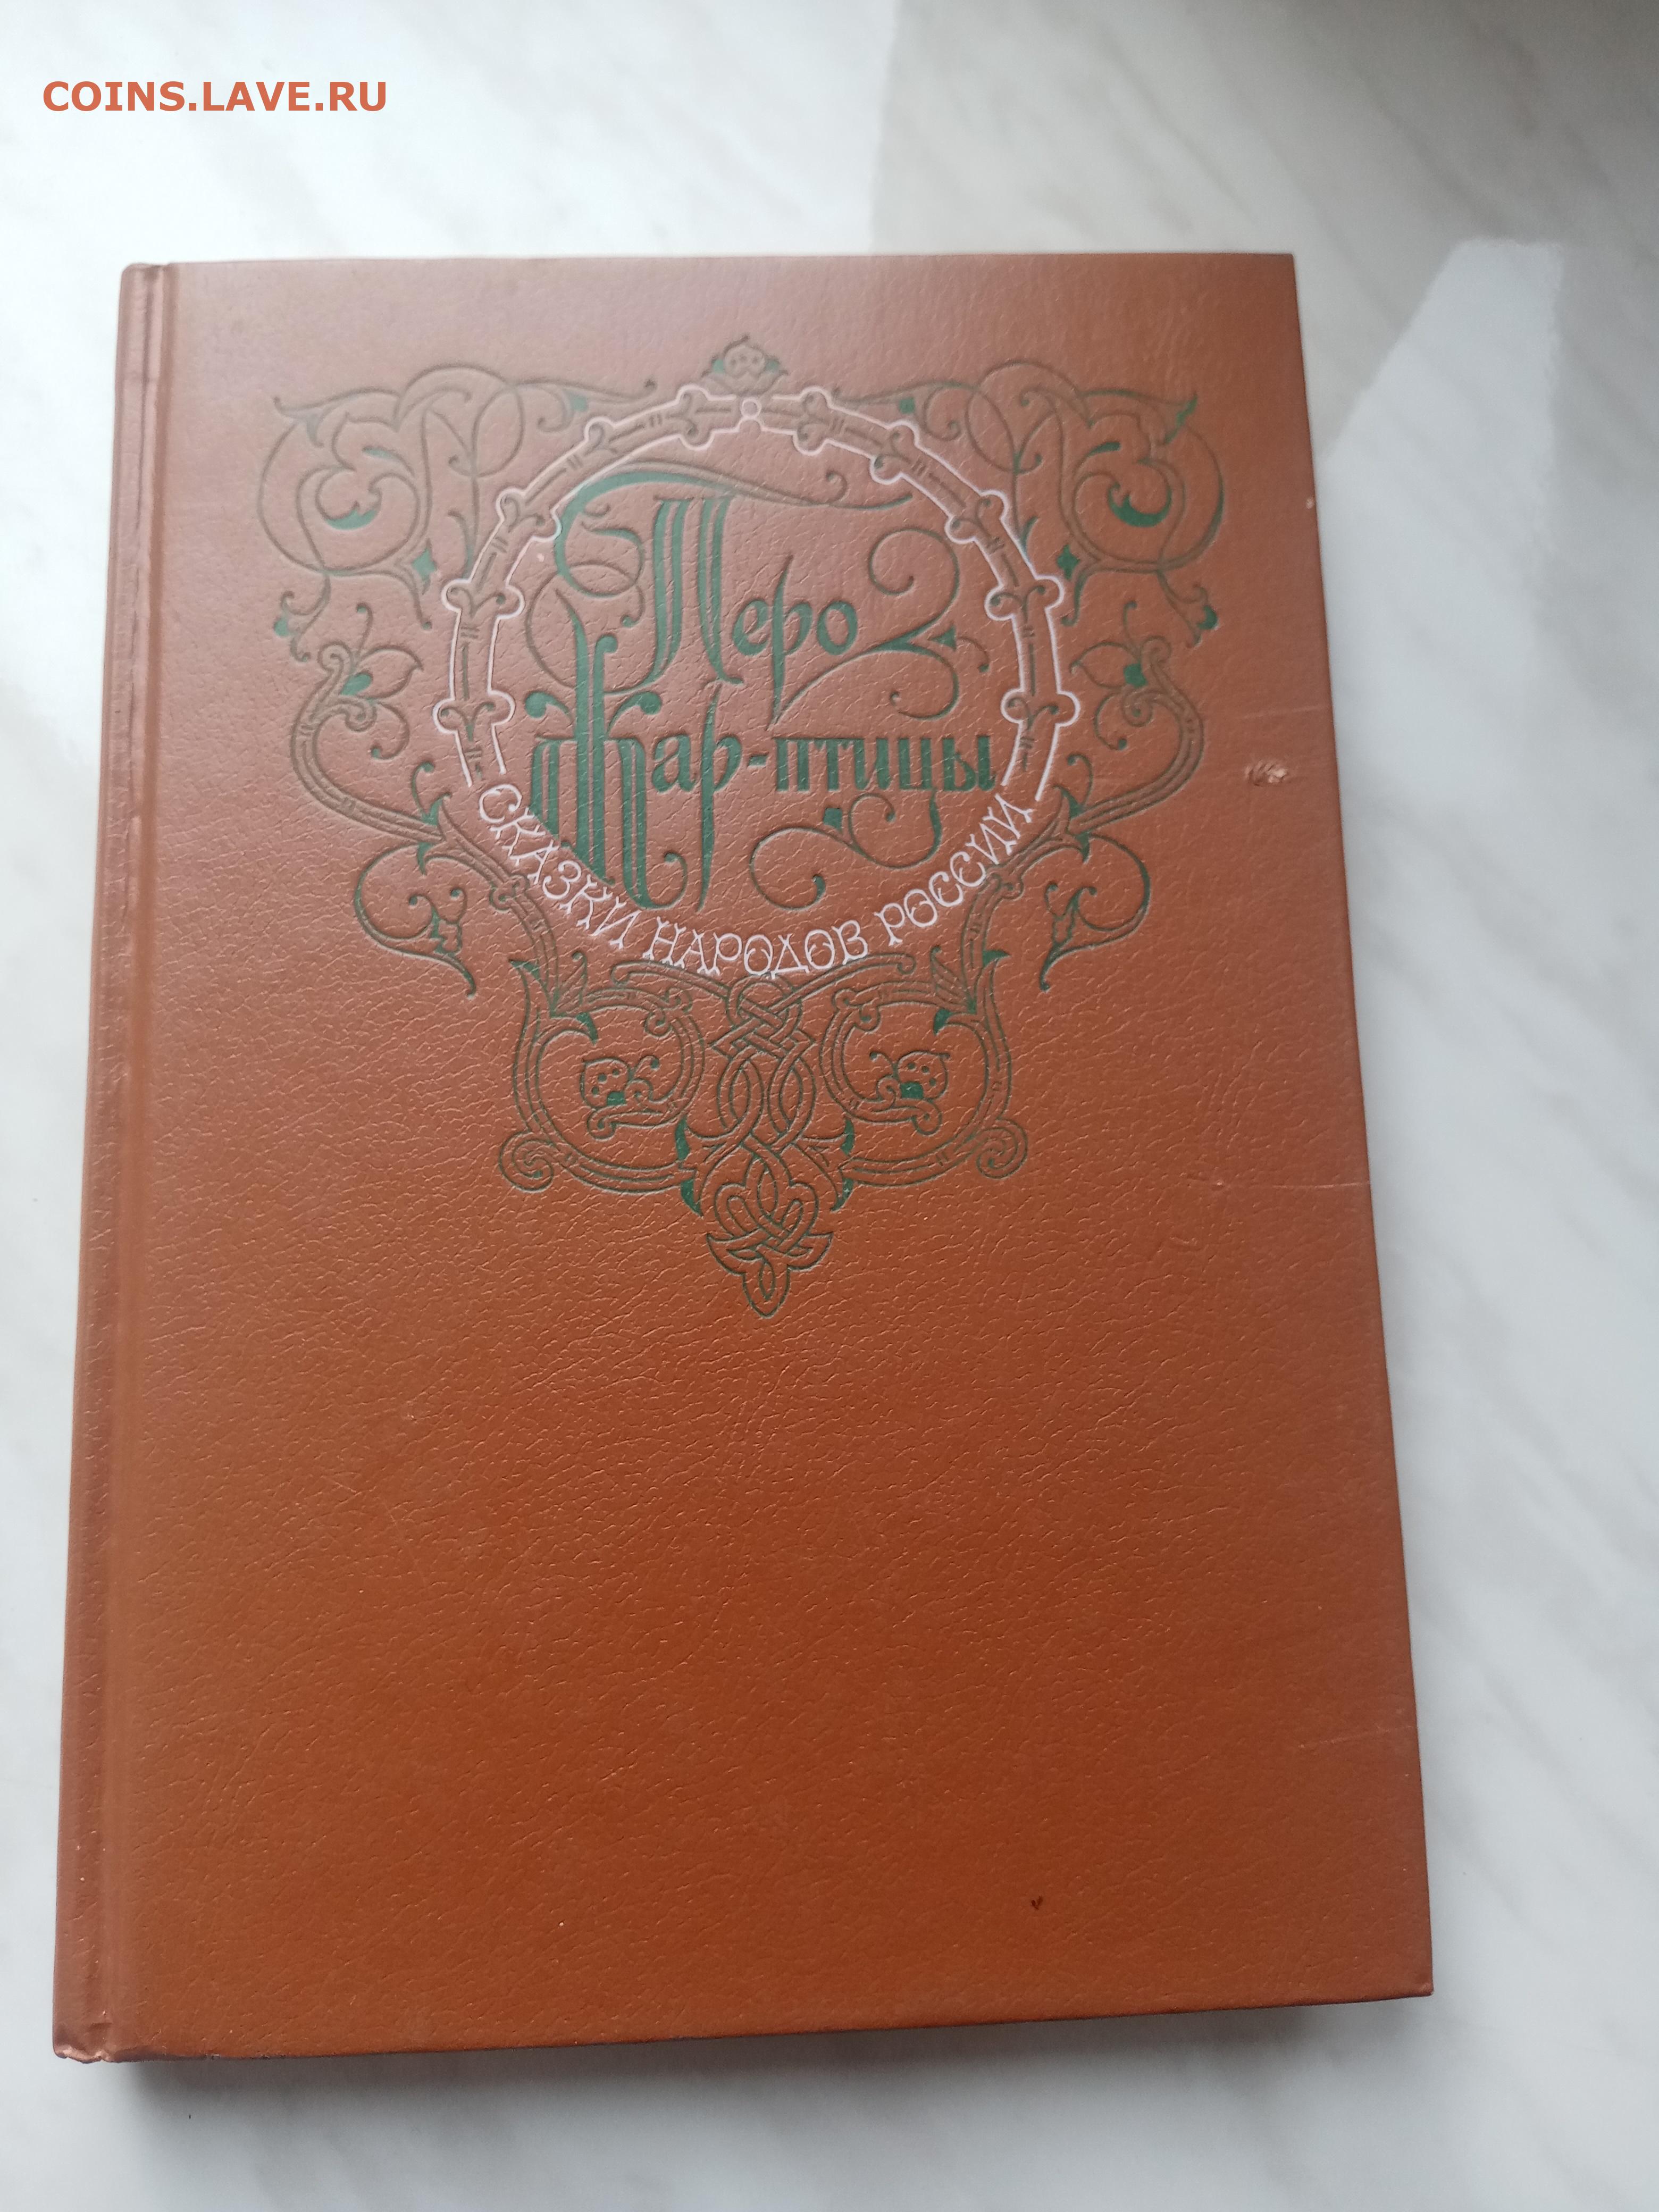 COINS.LAVE.RU
Перо
Жар-птицы
СКАЗКИ НАРОДОВ РОССИИ